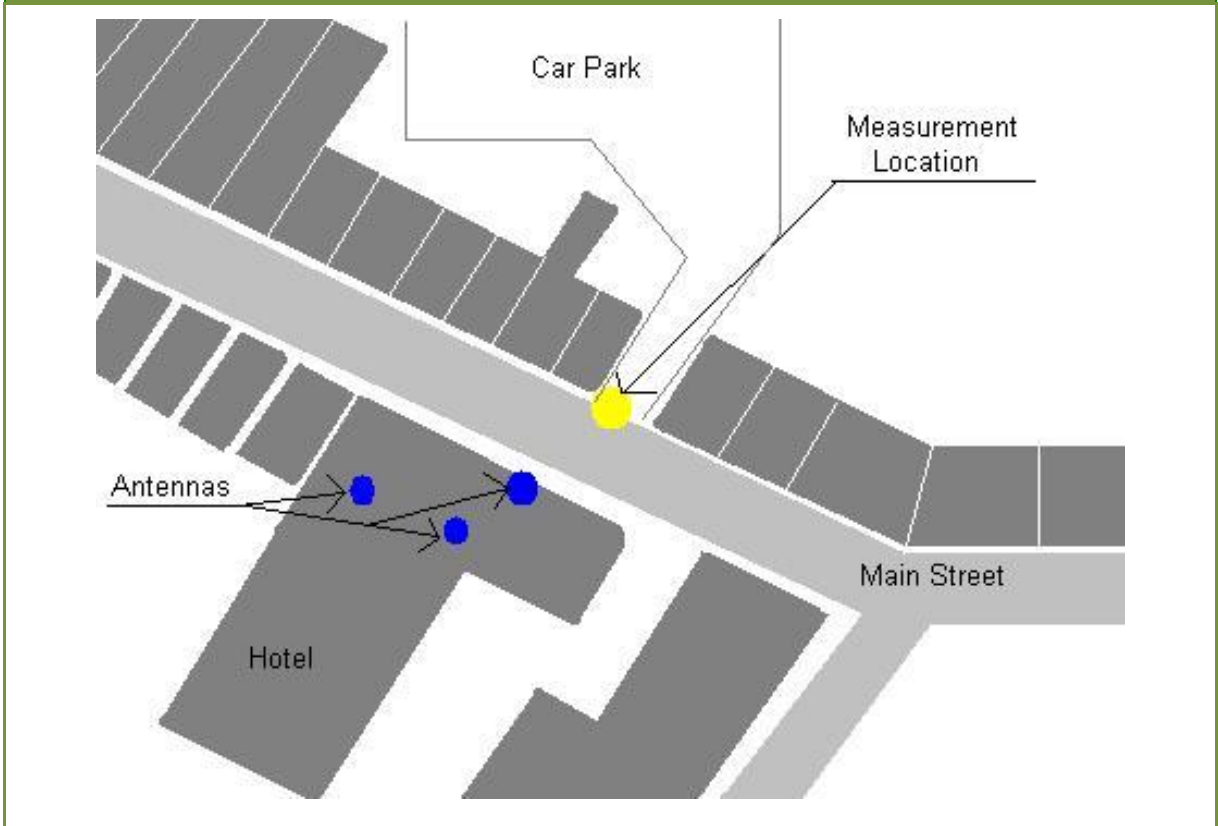 Car Park
Measurement
Location
Antennas
Main Street
Hotel